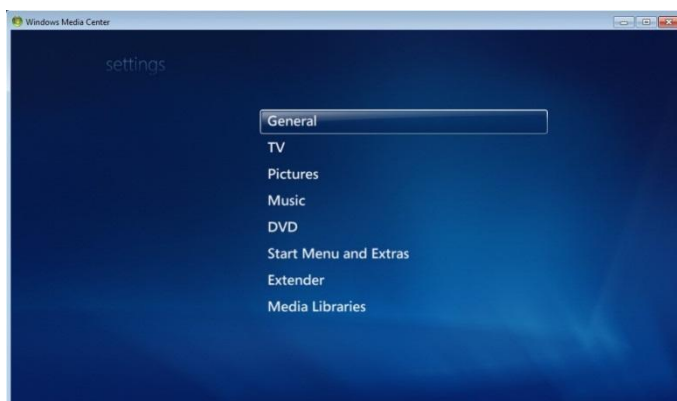 Windows Media Center
settings
General
TV
Pictures
Music
DVD
Start Menu and Extras
Extender
Media Libraries